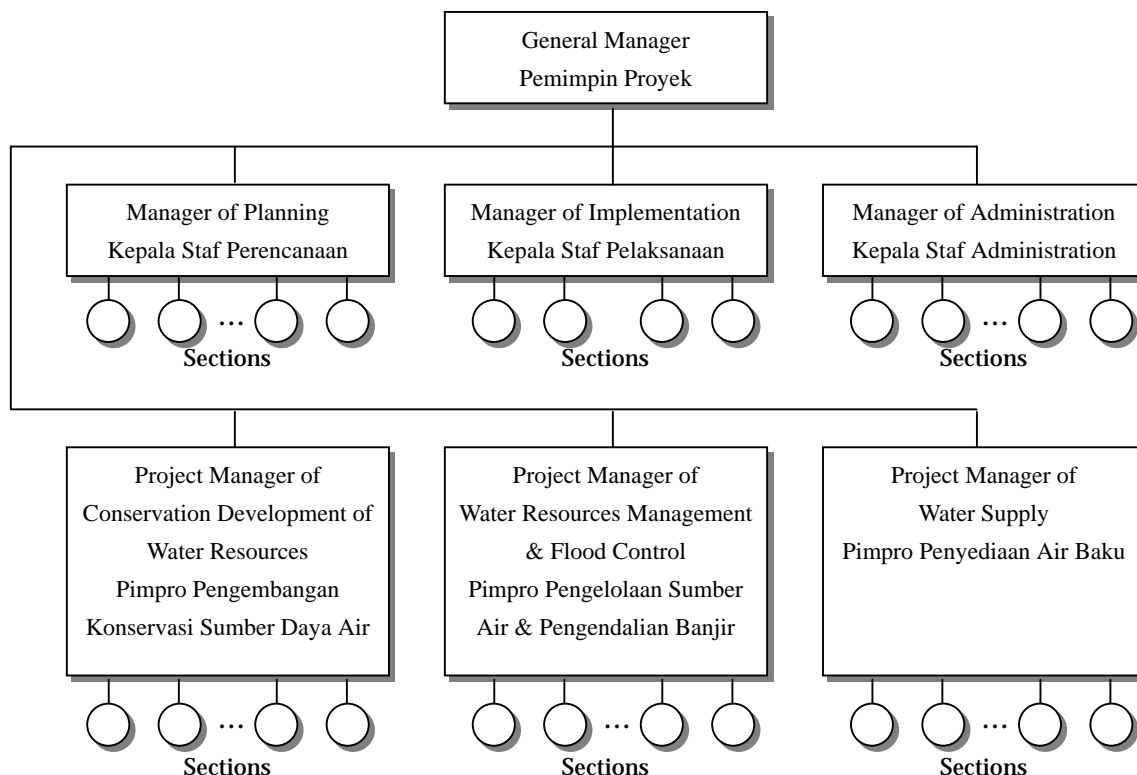 General Manager
Pemimpin Proyek
Manager of Planning
Kepala Staf Perencanaan
Manager of Implementation
Kepala Staf Pelaksanaan
Manager of Administration
Kepala Staf Administration
...
...
Sections
Sections
Sections
Project Manager of
Conservation Development of
Water Resources
Pimpro Pengembangan
Konservasi Sumber Daya Air
Project Manager of
Water Resources Management
& Flood Control
Pimpro Pengelolaan Sumber
Air & Pengendalian Banjir
Project Manager of
Water Supply
Pimpro Penyediaan Air Baku
...
...
...
Sections
Sections
Sections